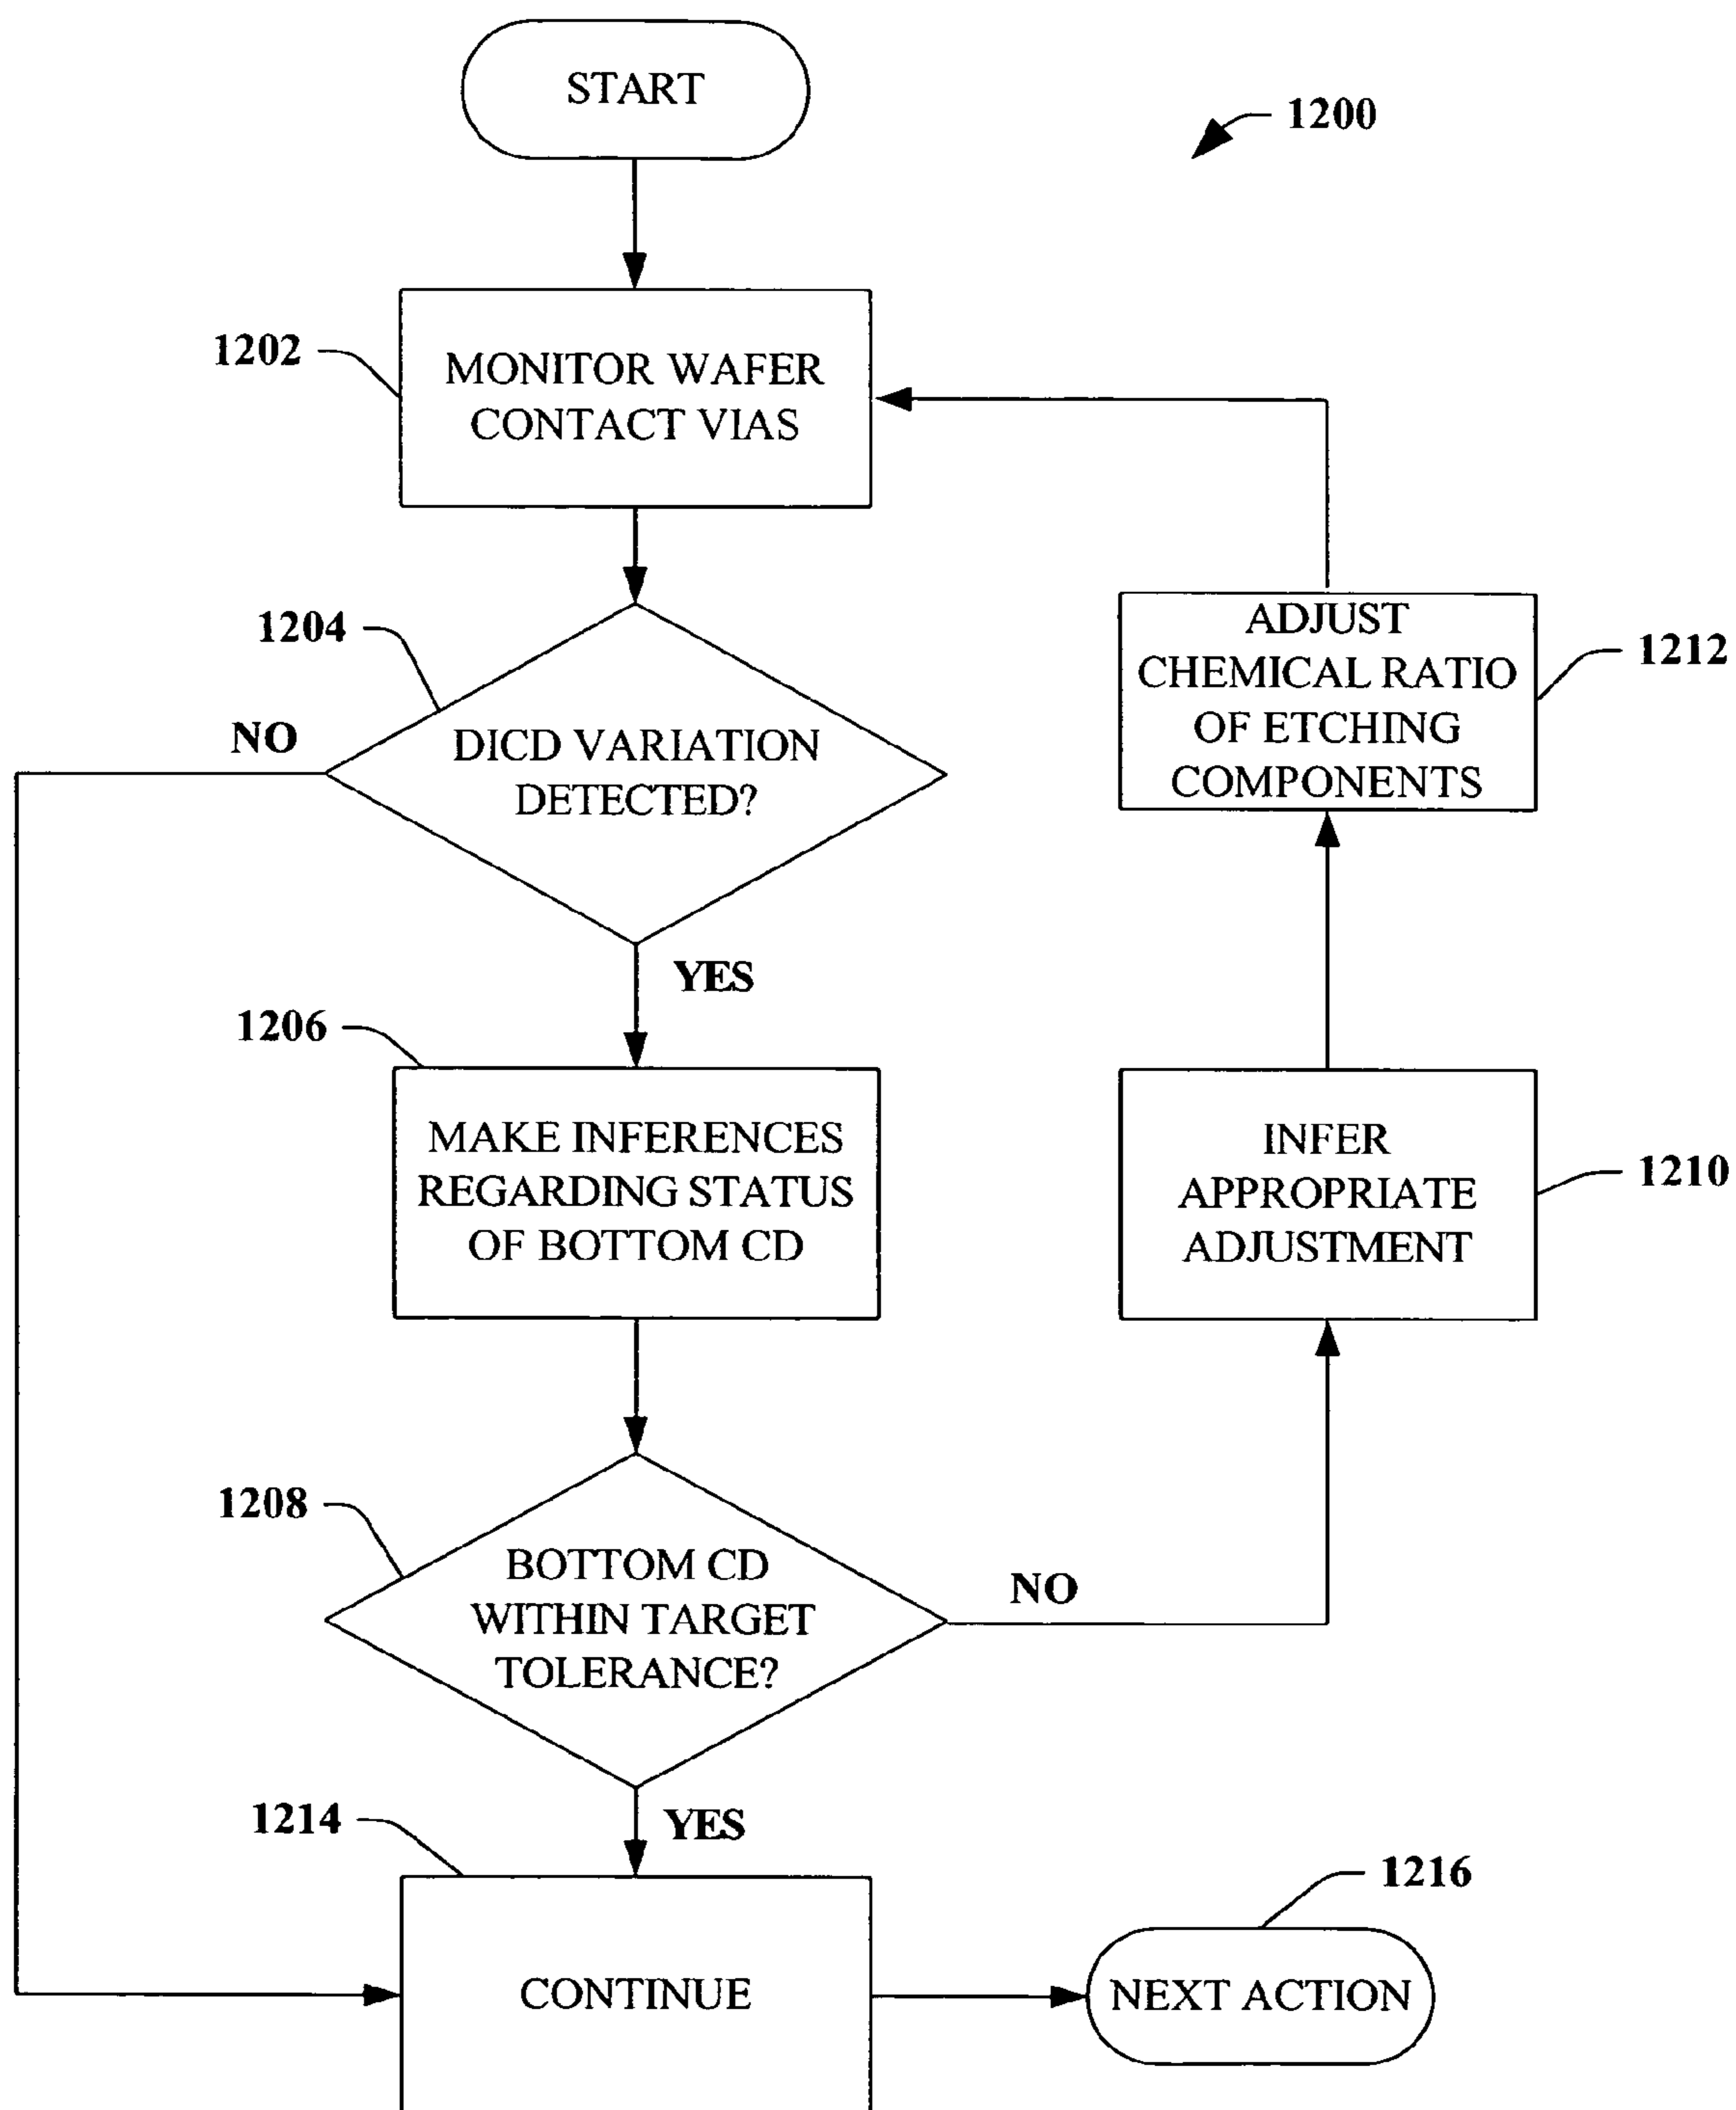 START
1200
1202
MONITOR WAFER
CONTACT VIAS
1204
NO
DICD VARIATION
DETECTED?
YES
ADJUST
CHEMICAL RATIO
OF ETCHING
COMPONENTS
1212
1206
MAKE INFERENCES
REGARDING STATUS
OF BOTTOM CD
INFER
APPROPRIATE
ADJUSTMENT
1210
1208
BOTTOM CD
WITHIN TARGET
TOLERANCE?
NO
YES
1214
CONTINUE
1216
NEXT ACTION